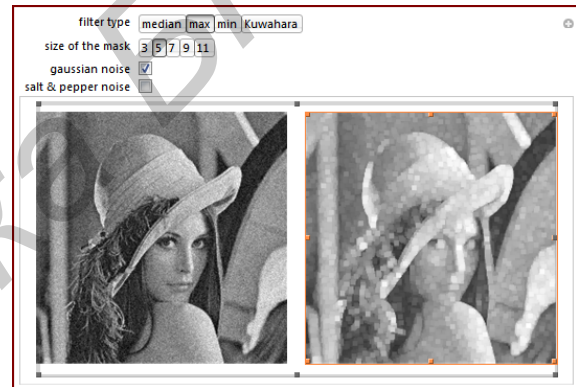 filter type median max min Kuwahara
size of the mask 3 5 7 9 11
gaussian noise
salt & pepper noise